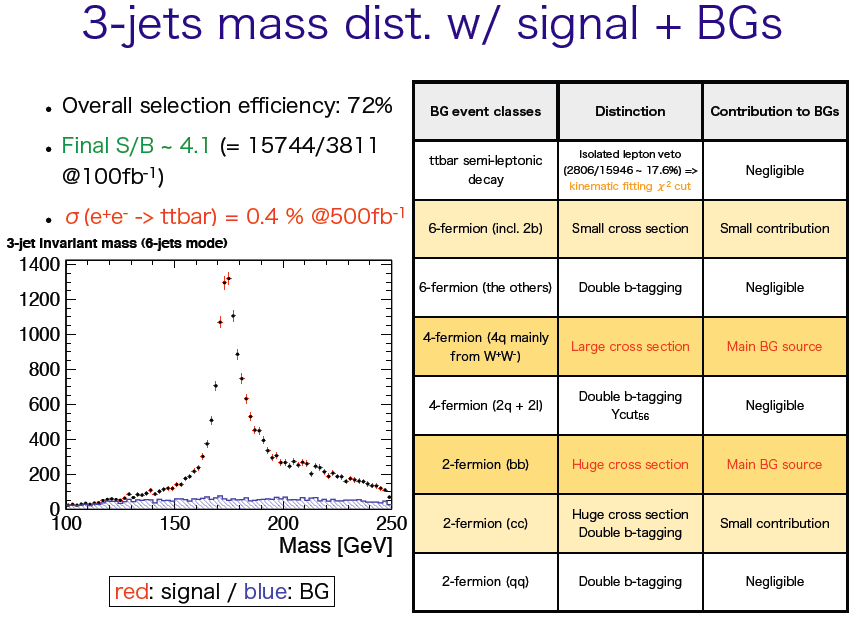 3-jets mass dist. w/ signal + BGs
• Overall selection efficiency: 72%
• Final S/B ~ 4.1 (= 15744/3811
@100fb⁻¹)
• σ(e⁺e⁻ -> ttbar) = 0.4 % @500fb⁻¹
3-jet invariant mass (6-jets mode)
1400
1200
1000
800
600
400
200
0
100
150
200
250
Mass [GeV]
red: signal / blue: BG
BG event classes
Distinction
Contribution to BGs
ttbar semi-leptonic
decay
Isolated lepton veto
(2806/15946 ~ 17.6%) =>
kinematic fitting χ² cut
Negligible
6-fermion (incl. 2b)
Small cross section
Small contribution
6-fermion (the others)
Double b-tagging
Negligible
4-fermion (4q mainly
from W⁺W⁻)
Large cross section
Main BG source
4-fermion (2q + 2l)
Double b-tagging
Ycut₅₆
Negligible
2-fermion (bb)
Huge cross section
Main BG source
2-fermion (cc)
Huge cross section
Double b-tagging
Small contribution
2-fermion (qq)
Double b-tagging
Negligible